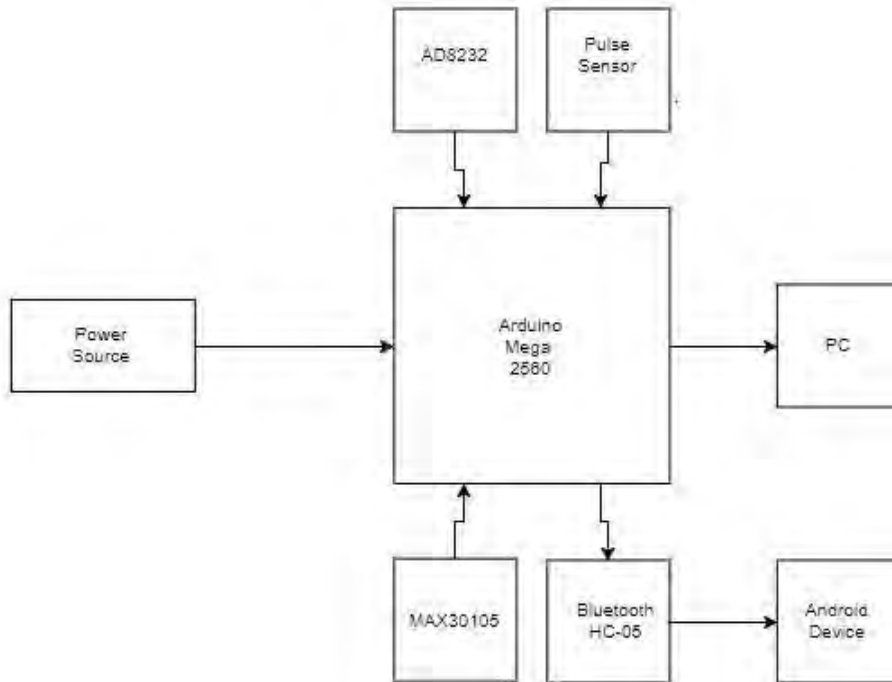 AD8232
Pulse
Sensor
Power
Source
Arduino
Mega
2560
PC
MAX30105
Bluetooth
HC-05
Android
Device